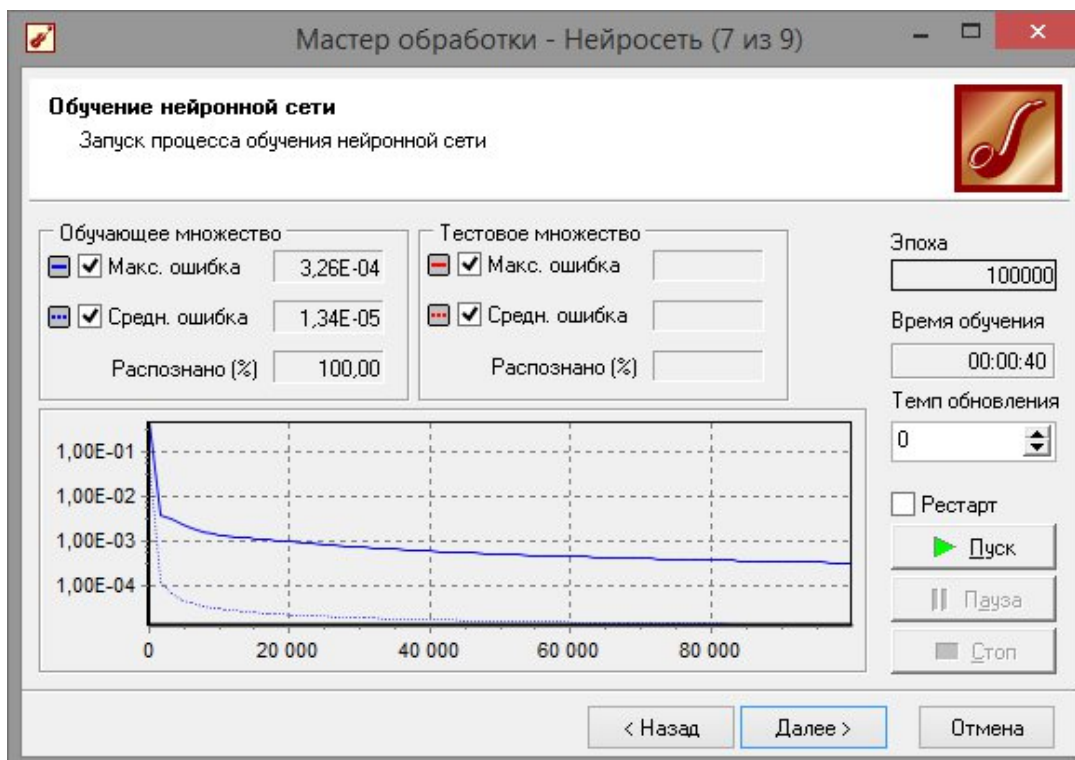 Мастер обработки - Нейросеть (7 из 9)
Обучение нейронной сети
Запуск процесса обучения нейронной сети
Обучающее множество
Макс. ошибка 3,26E-04
Средн. ошибка 1,34E-05
Распознано (%) 100,00
Тестовое множество
Макс. ошибка
Средн. ошибка
Распознано (%)
Эпоха
100000
Время обучения
00:00:40
Темп обновления
0
Рестарт
Пуск
Пауза
Стоп
1,00E-01
1,00E-02
1,00E-03
1,00E-04
0 20 000 40 000 60 000 80 000
< Назад Далее > Отмена